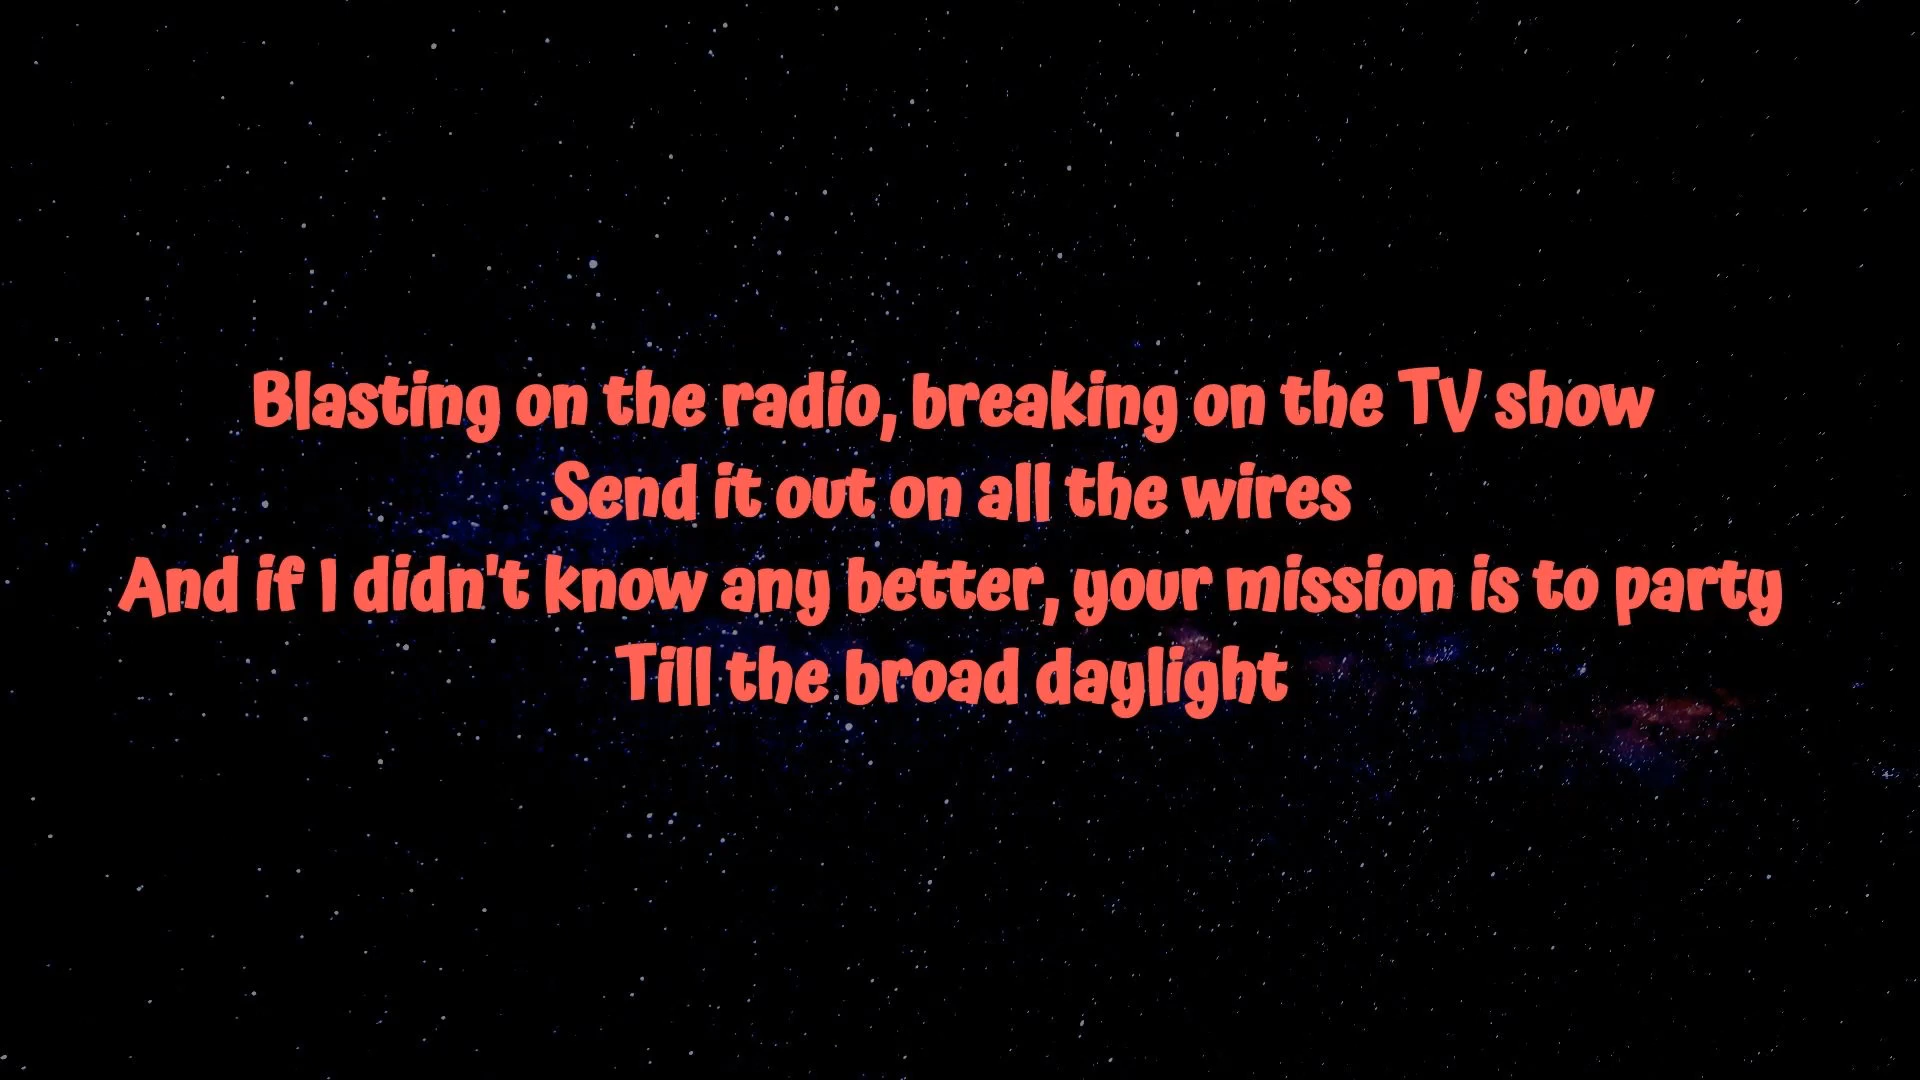 Blasting on the radio, breaking on the TV show
Send it out on all the wires
And if I didn't know any better, your mission is to party
Till the broad daylight